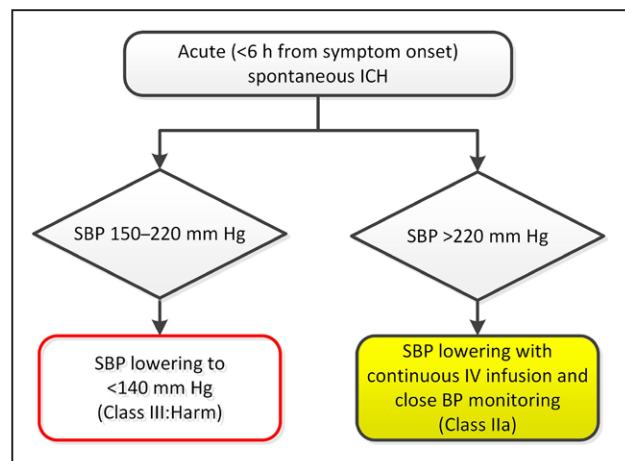 Acute (<6 h from symptom onset)
spontaneous ICH
SBP 150–220 mm Hg
SBP >220 mm Hg
SBP lowering to
<140 mm Hg
(Class III:Harm)
SBP lowering with
continuous IV infusion and
close BP monitoring
(Class IIa)